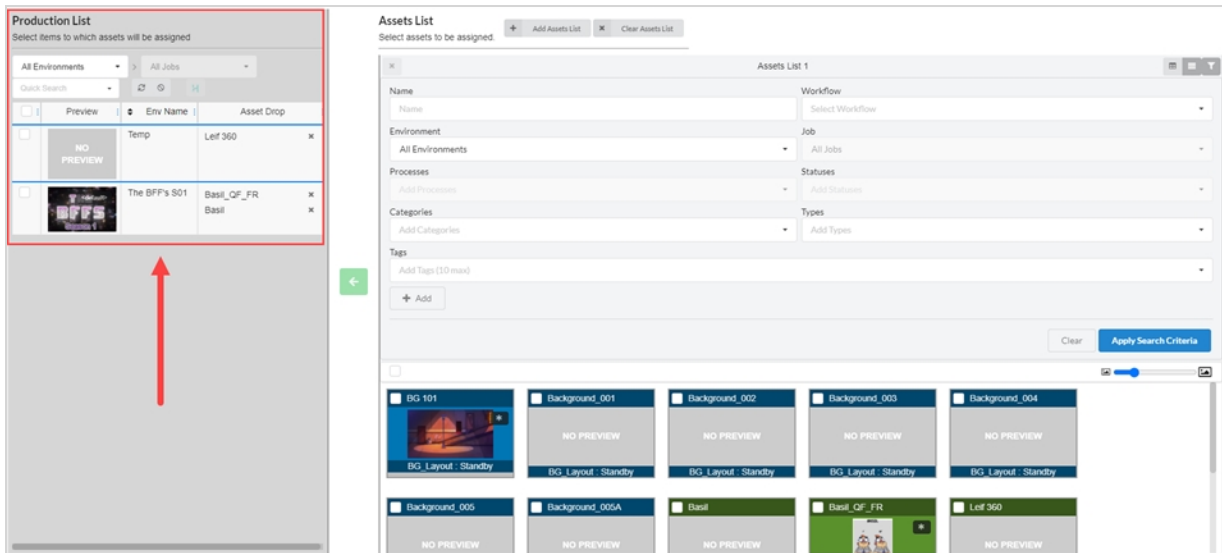 Production List
Select items to which assets will be assigned
All Environments > All Jobs
Quick Search
Preview Env Name Asset Drop
NO PREVIEW
Temp
Leif 360
BFFS
The BFF's S01
Basil_QF_FR
Basil
Assets List
Select assets to be assigned.
+ Add Assets List
× Clear Assets List
Assets List 1
Name
Name
Workflow
Select Workflow
Environment
All Environments
Job
All Jobs
Processes
Add Processes
Statuses
Add Statuses
Categories
Add Categories
Types
Add Types
Tags
Add Tags (10 max)
+ Add
Clear
Apply Search Criteria
BG 101
BG_Layout : Standby
Background_001
NO PREVIEW
BG_Layout : Standby
Background_002
NO PREVIEW
BG_Layout : Standby
Background_003
NO PREVIEW
BG_Layout : Standby
Background_004
NO PREVIEW
BG_Layout : Standby
Background_005
NO PREVIEW
Background_005A
NO PREVIEW
Basil
NO PREVIEW
Basil_QF_FR
Leif 360
NO PREVIEW